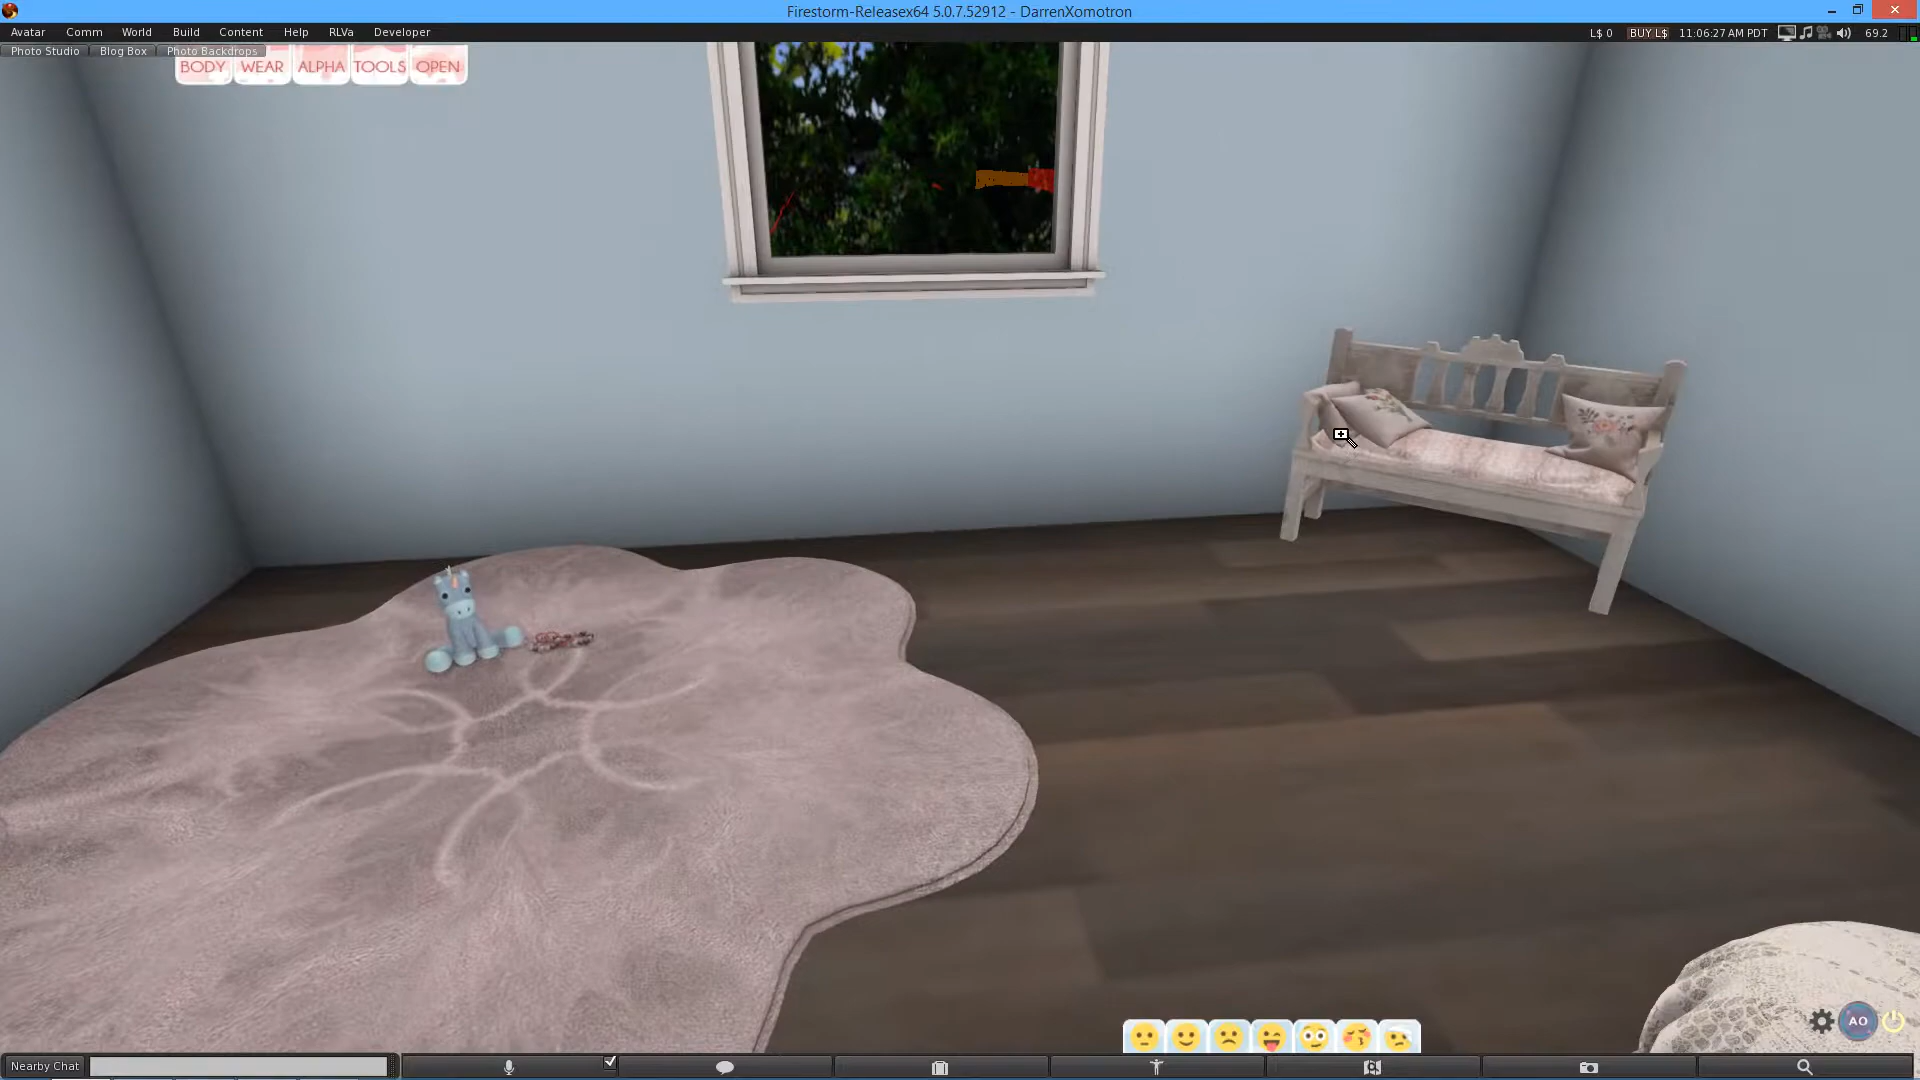 Firestorm-Releasex64 5.0.7.52912 - DarrenXomotron
Avatar Comm World Build Content Help RLVa Developer
L$ 0 BUY L$ 11:06:27 AM PDT 69.2
Photo Studio Blog Box Photo Backdrops
BODY WEAR ALPHA TOOLS OPEN
AO
Nearby Chat